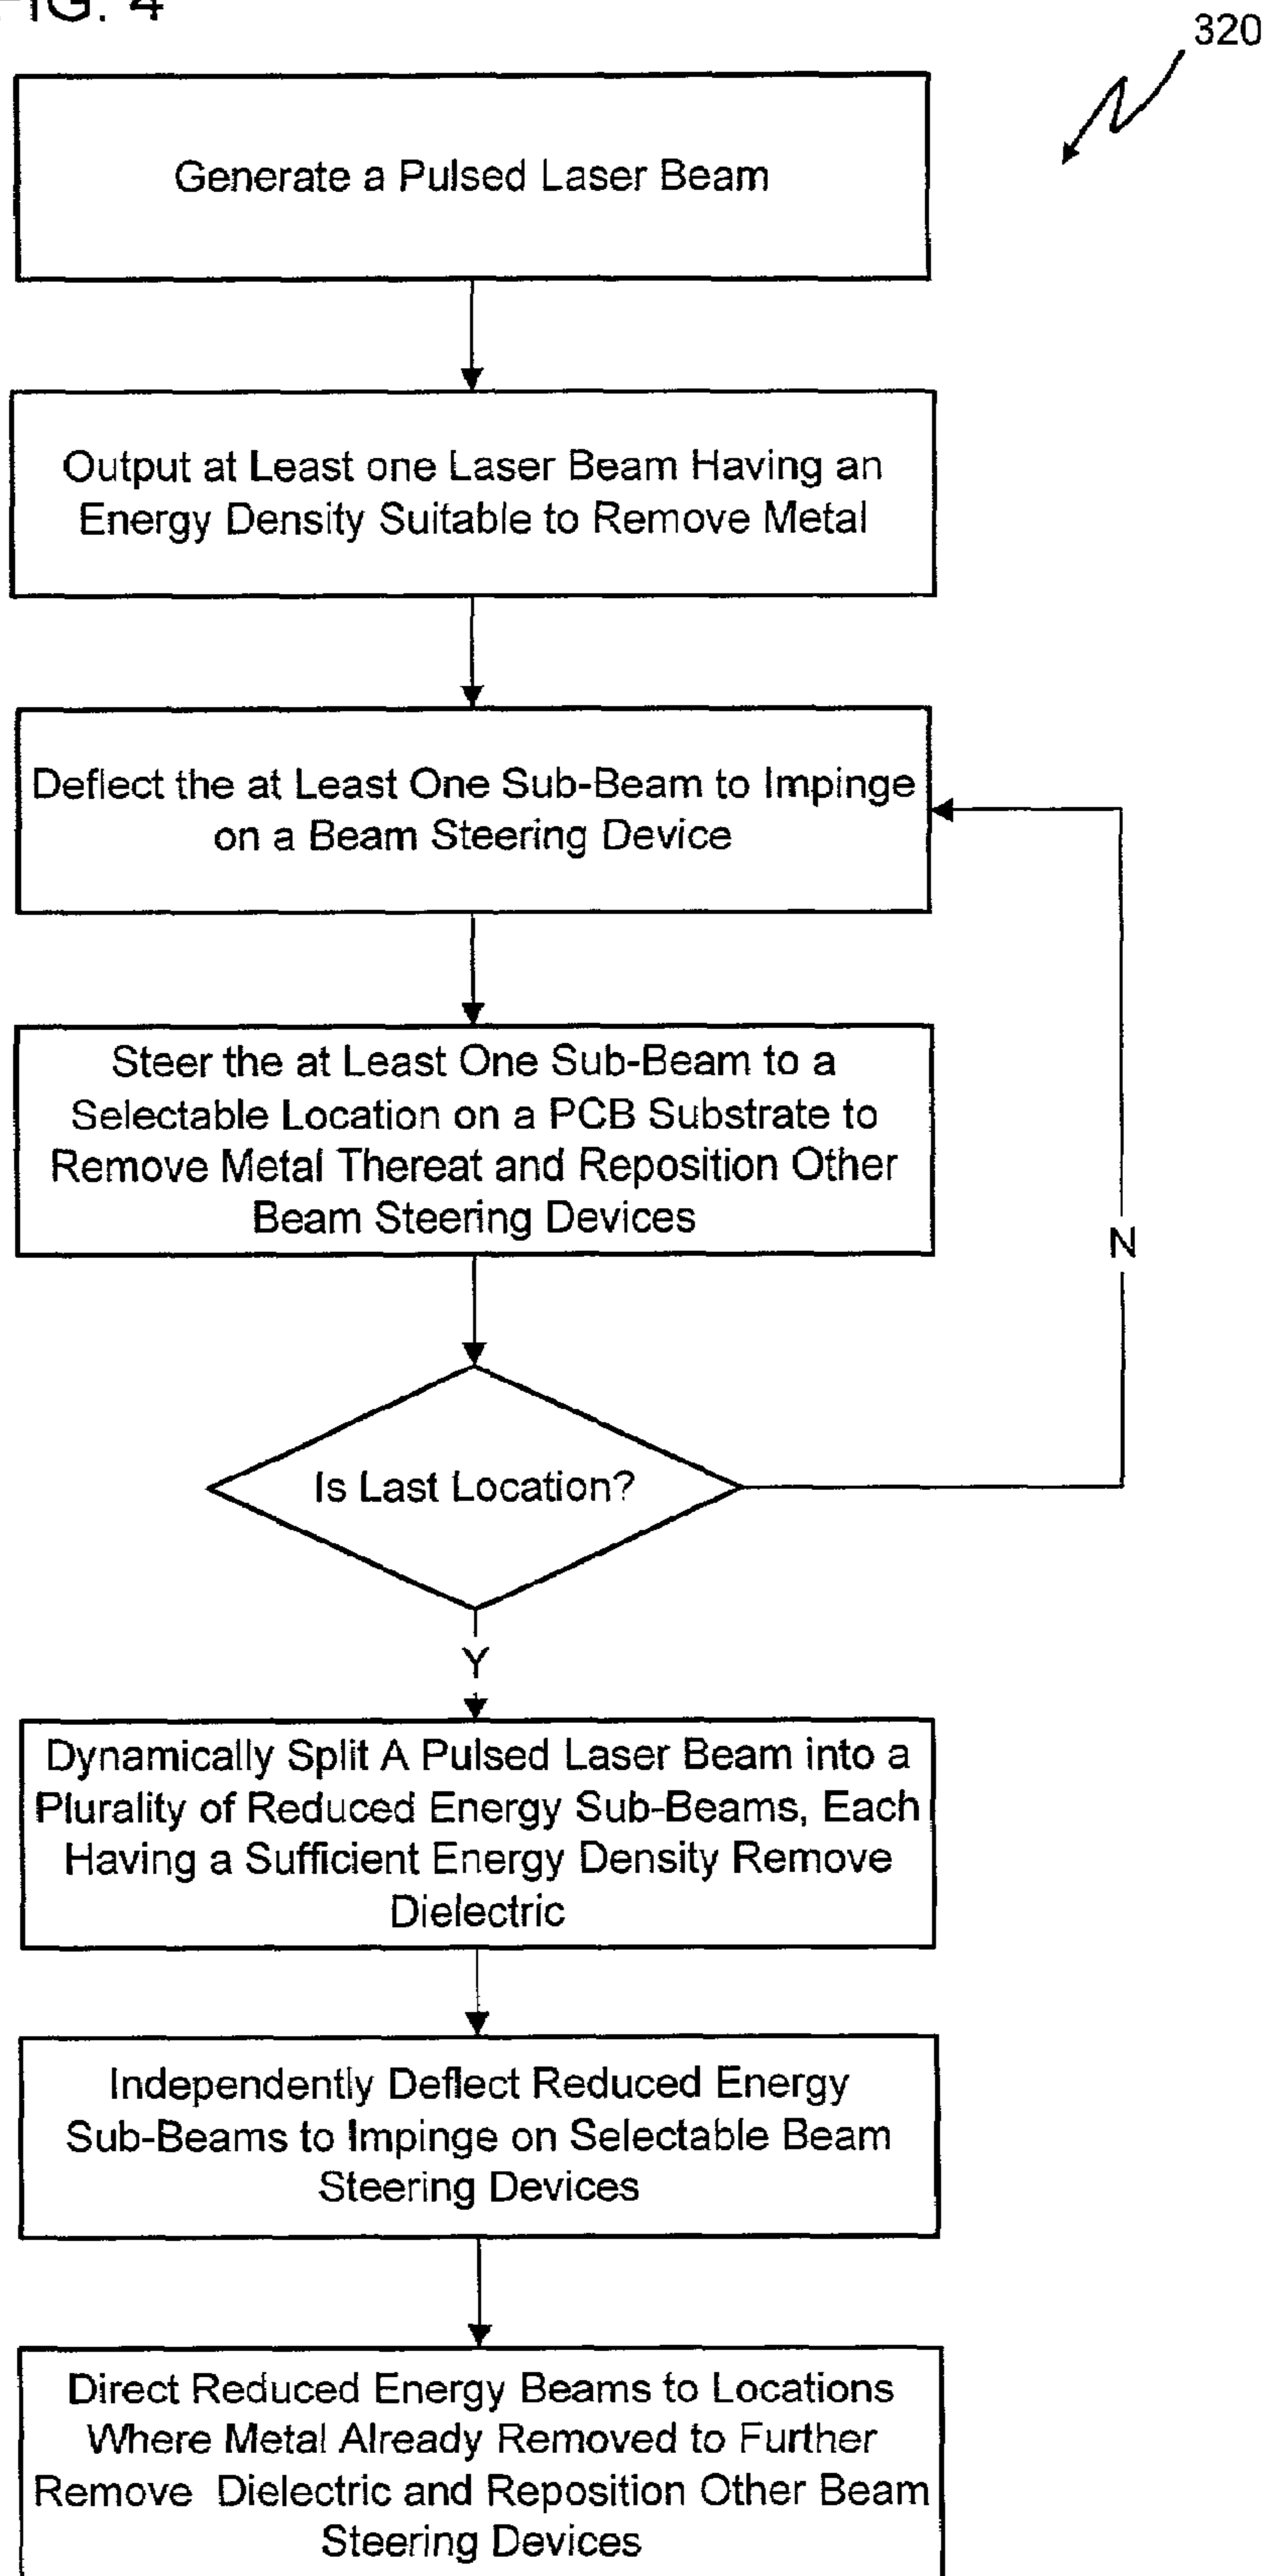 FIG. 4
320
Generate a Pulsed Laser Beam
Output at Least one Laser Beam Having an
Energy Density Suitable to Remove Metal
Deflect the at Least One Sub-Beam to Impinge
on a Beam Steering Device
Steer the at Least One Sub-Beam to a
Selectable Location on a PCB Substrate to
Remove Metal Thereat and Reposition Other
Beam Steering Devices
N
Is Last Location?
Y
Dynamically Split A Pulsed Laser Beam into a
Plurality of Reduced Energy Sub-Beams, Each
Having a Sufficient Energy Density Remove
Dielectric
Independently Deflect Reduced Energy
Sub-Beams to Impinge on Selectable Beam
Steering Devices
Direct Reduced Energy Beams to Locations
Where Metal Already Removed to Further
Remove Dielectric and Reposition Other Beam
Steering Devices